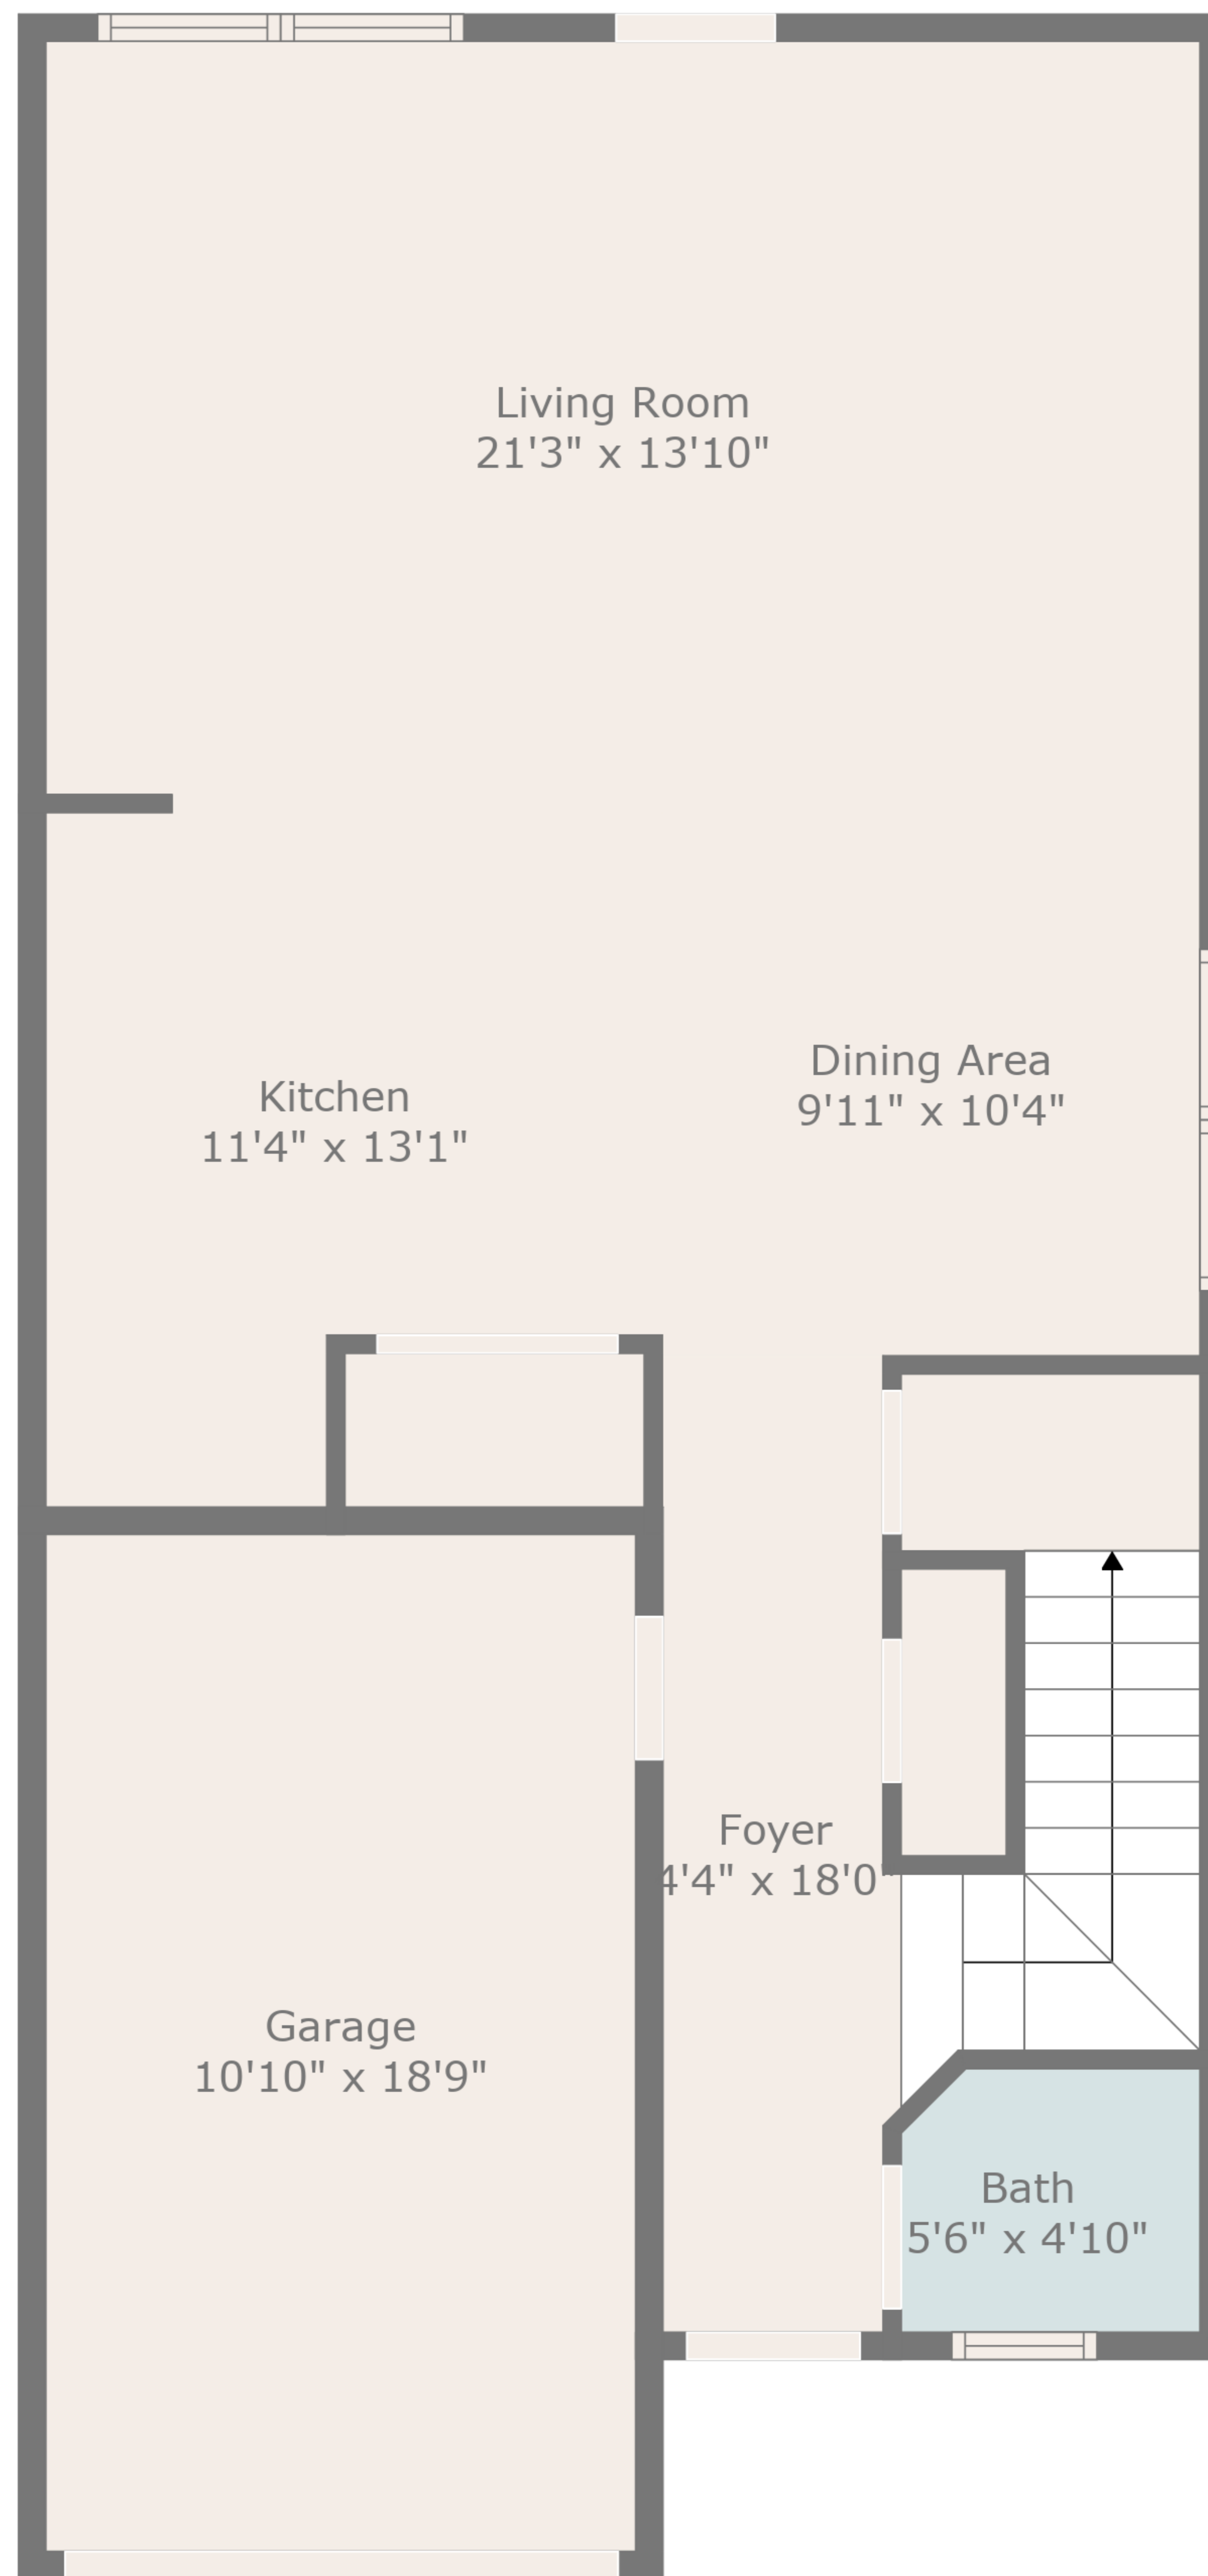 Living Room
21'3" x 13'10"
Dining Area
9'11" x 10'4"
Kitchen
11'4" x 13'1"
Foyer
4'4" x 18'0"
Garage
10'10" x 18'9"
Bath
5'6" x 4'10"